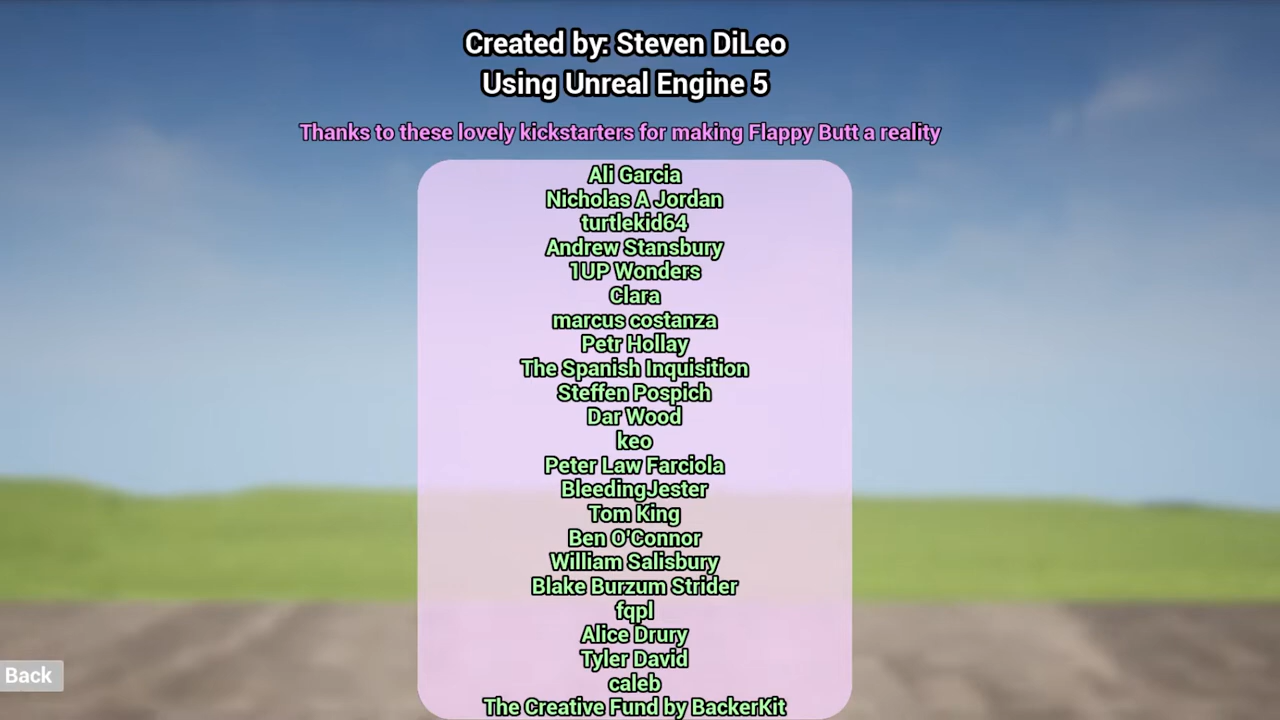 Created by: Steven DiLeo
Using Unreal Engine 5
Thanks to these lovely kickstarters for making Flappy Butt a reality
Ali Garcia
Nicholas A Jordan
turtlekid64
Andrew Stansbury
1UP Wonders
Clara
marcus costanza
Petr Hollay
The Spanish Inquisition
Steffen Pospich
Dar Wood
keo
Peter Law Farciola
BleedingJester
Tom King
Ben O'Connor
William Salisbury
Blake Burzum Strider
fqpl
Alice Drury
Tyler David
caleb
The Creative Fund by BackerKit
Back